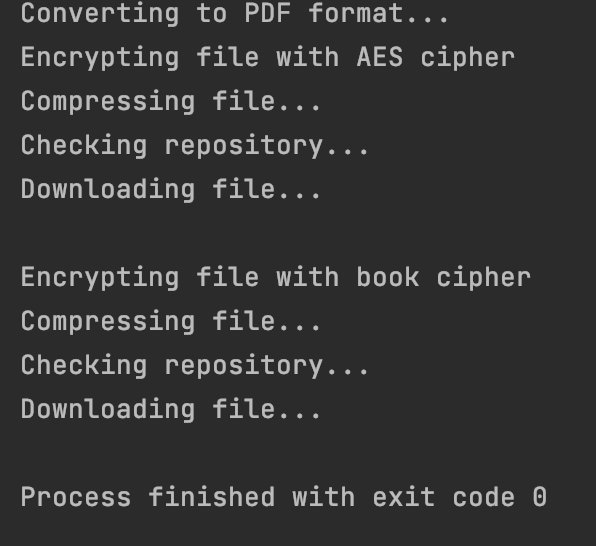 Converting to PDF format...
Encrypting file with AES cipher
Compressing file...
Checking repository...
Downloading file...
Encrypting file with book cipher
Compressing file...
Checking repository...
Downloading file...
Process finished with exit code 0